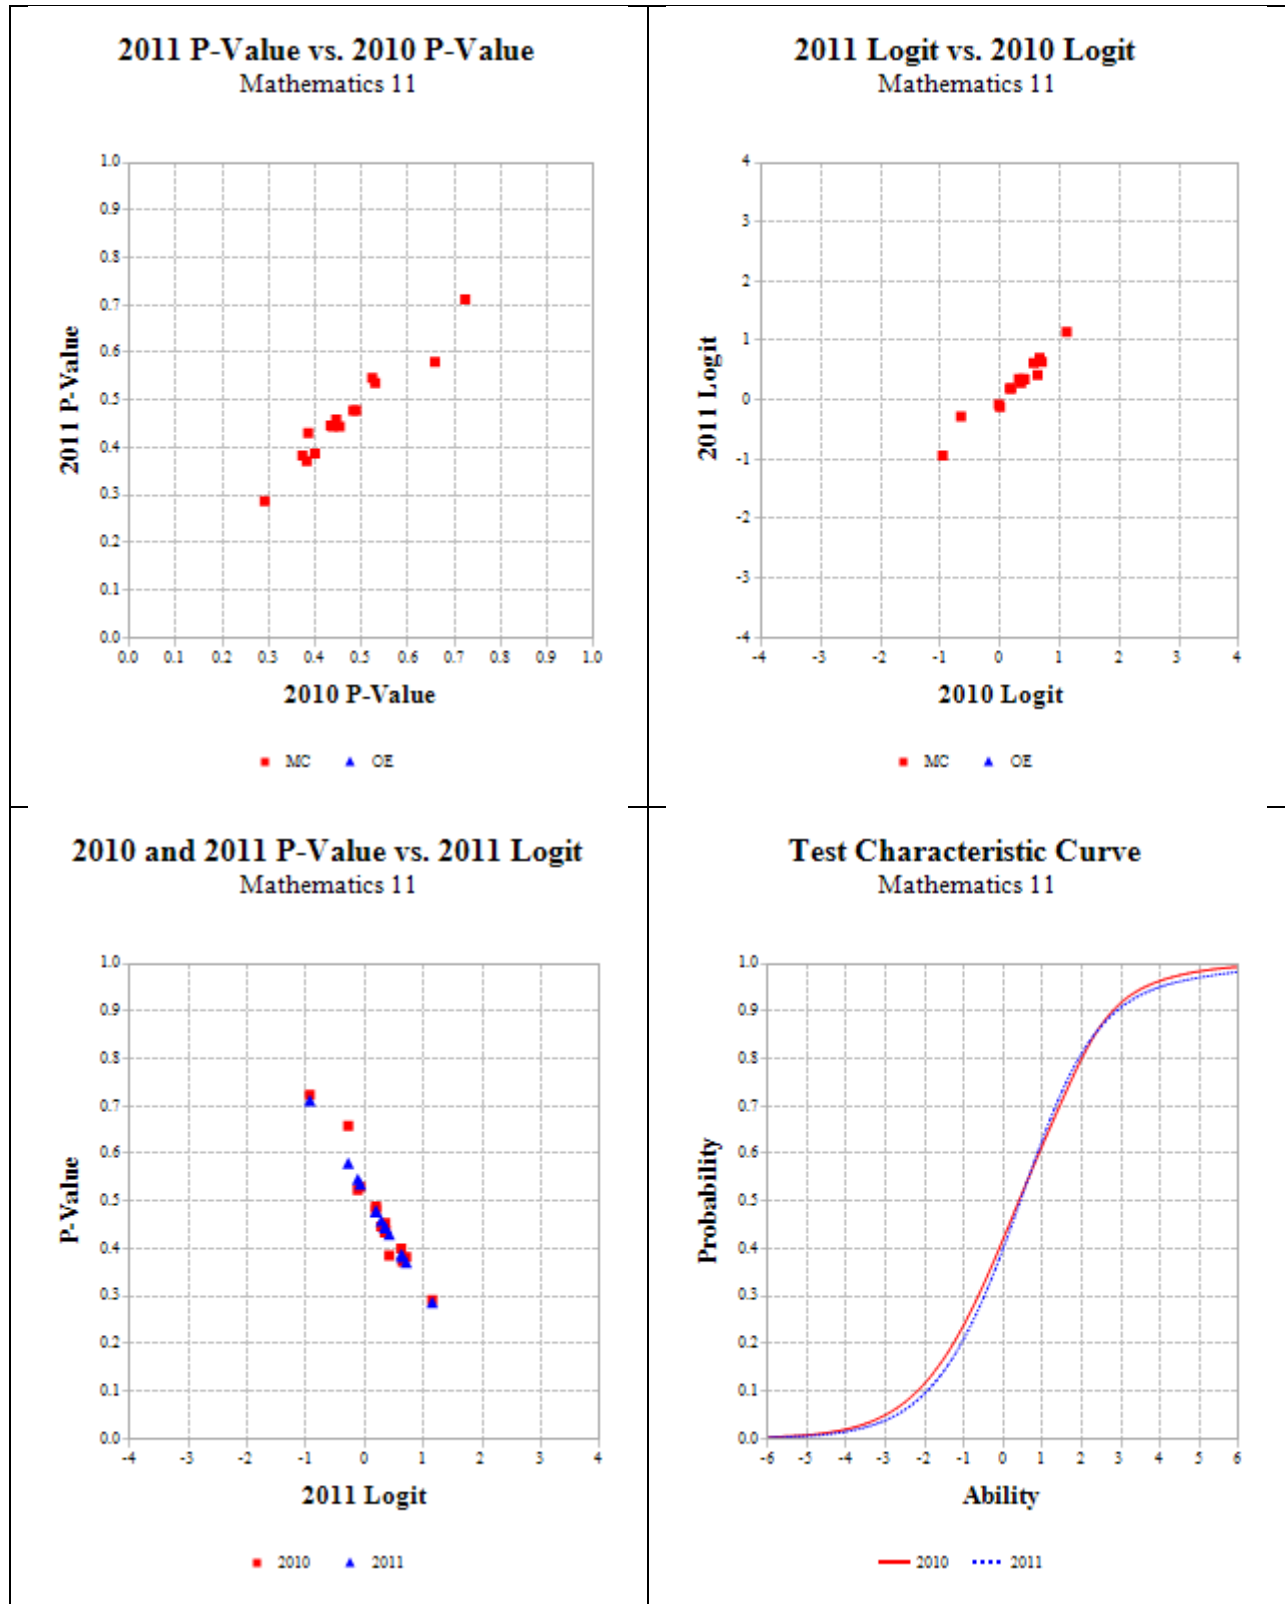 2011 P-Value vs. 2010 P-Value
Mathematics 11
1.0
0.9
0.8
0.7
0.6
0.5
0.4
0.3
0.2
0.1
0.0
2011 P-Value
0.0 0.1 0.2 0.3 0.4 0.5 0.6 0.7 0.8 0.9 1.0
2010 P-Value
MC OE
2011 Logit vs. 2010 Logit
Mathematics 11
4
3
2
1
0
-1
-2
-3
-4
2011 Logit
-4 -3 -2 -1 0 1 2 3 4
2010 Logit
MC OE
2010 and 2011 P-Value vs. 2011 Logit
Mathematics 11
1.0
0.9
0.8
0.7
0.6
0.5
0.4
0.3
0.2
0.1
0.0
P-Value
-4 -3 -2 -1 0 1 2 3 4
2011 Logit
2010 2011
Test Characteristic Curve
Mathematics 11
1.0
0.9
0.8
0.7
0.6
0.5
0.4
0.3
0.2
0.1
0.0
Probability
-6 -5 -4 -3 -2 -1 0 1 2 3 4 5 6
Ability
2010 2011